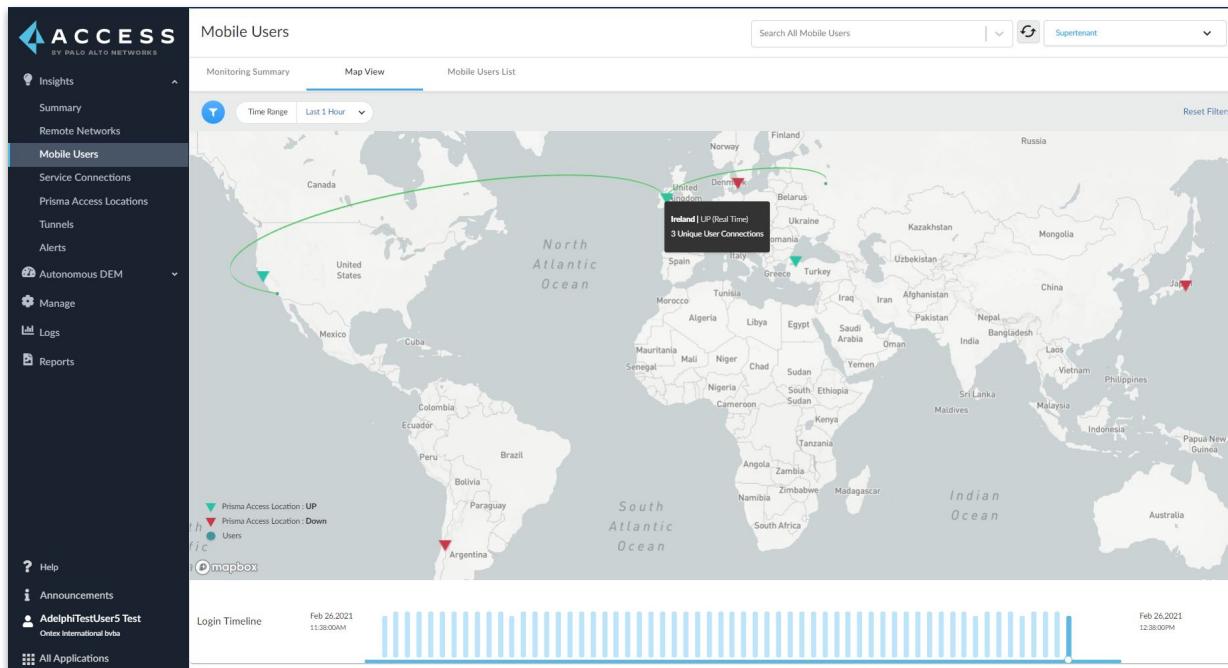 ACCESS
BY PALO ALTO NETWORKS
Insights
Summary
Remote Networks
Mobile Users
Service Connections
Prisma Access Locations
Tunnels
Alerts
Autonomous DEM
Manage
Logs
Reports
? Help
Announcements
AdelphiTestUser5 Test
Ontex International bvba
All Applications
Mobile Users
Search All Mobile Users
Supertenant
Monitoring Summary
Map View
Mobile Users List
Time Range
Last 1 Hour
Reset Filters
Finland
Norway
Russia
Canada
United
Denmark
Belarus
Ireland | UP (Real Time)
3 Unique User Connections
Ukraine
Kazakhstan
Mongolia
North
Atlantic
Ocean
United
States
Spain
Italy
Greece
Turkey
Uzbekistan
China
Japan
Morocco
Tunisia
Iraq
Iran
Afghanistan
Algeria
Libya
Egypt
Saudi
Arabia
Oman
Pakistan
Nepal
India
Bangladesh
Mexico
Cuba
Mauritania
Senegal
Mali
Niger
Chad
Sudan
Yemen
Laos
Vietnam
Philippines
Nigeria
Cameroon
South
Sudan
Ethiopia
Kenya
Sri Lanka
Maldives
Malaysia
Indonesia
Papua New
Guinea
Colombia
Ecuador
Peru
Brazil
Tanzania
Angola
Zambia
Bolivia
Paraguay
Namibia
Zimbabwe
Madagascar
Indian
Ocean
South
Atlantic
Ocean
South Africa
Australia
Argentina
Prisma Access Location : UP
Prisma Access Location : Down
Users
mapbox
Login Timeline
Feb 26,2021
11:38:00AM
Feb 26,2021
12:38:00PM